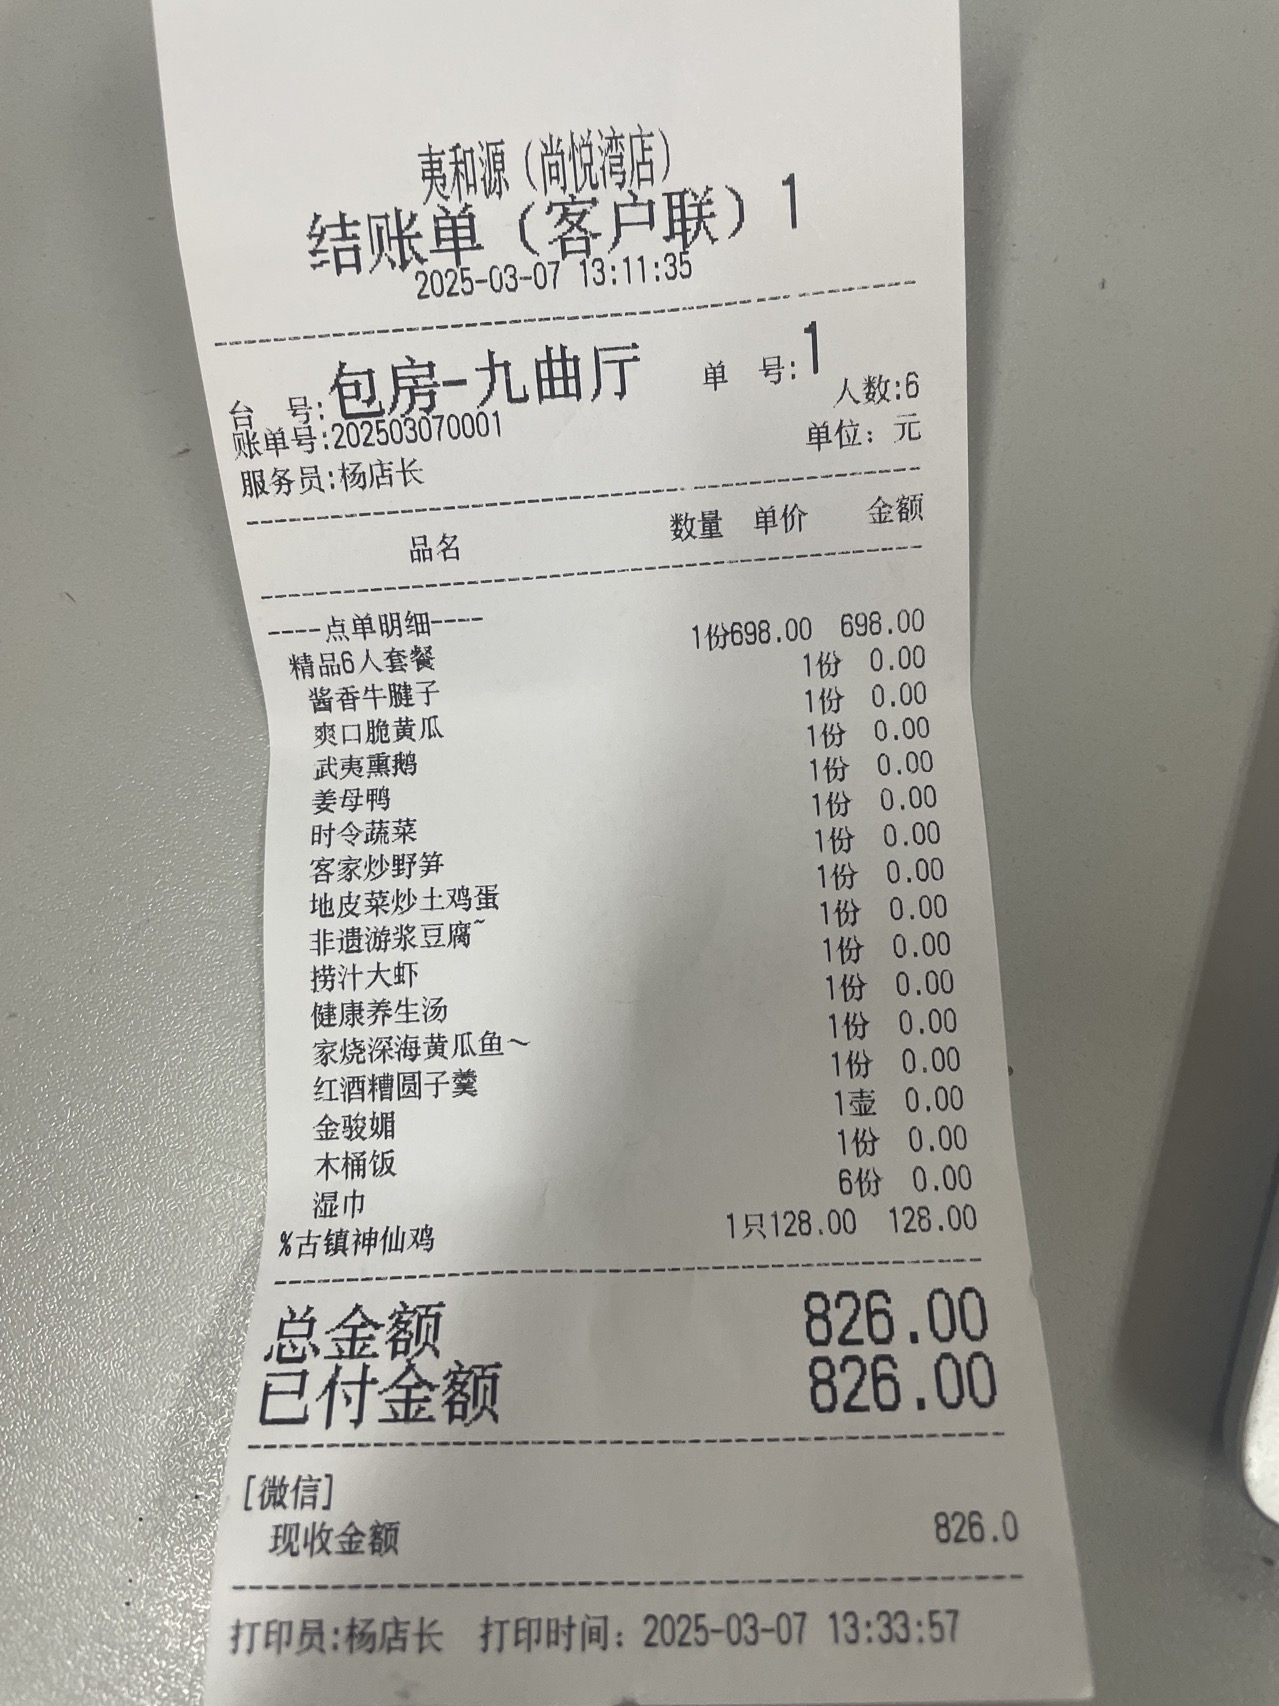 夷和源（尚悦湾店）
结账单（客户联）1
2025-03-07 13:11:35
台 号:包房-九曲厅 单 号:1
账单号:202503070001 人数:6
服务员:杨店长 单位：元
品名 数量 单价 金额
----点单明细----
精品6人套餐 1份698.00 698.00
酱香牛腱子 1份 0.00
爽口脆黄瓜 1份 0.00
武夷熏鹅 1份 0.00
姜母鸭 1份 0.00
时令蔬菜 1份 0.00
客家炒野笋 1份 0.00
地皮菜炒土鸡蛋 1份 0.00
非遗游浆豆腐~ 1份 0.00
捞汁大虾 1份 0.00
健康养生汤 1份 0.00
家烧深海黄瓜鱼～ 1份 0.00
红酒糟圆子羹 1份 0.00
金骏媚 1壶 0.00
木桶饭 1份 0.00
湿巾 6份 0.00
%古镇神仙鸡 1只128.00 128.00
总金额 826.00
已付金额 826.00
[微信]
现收金额 826.0
打印员:杨店长 打印时间：2025-03-07 13:33:57